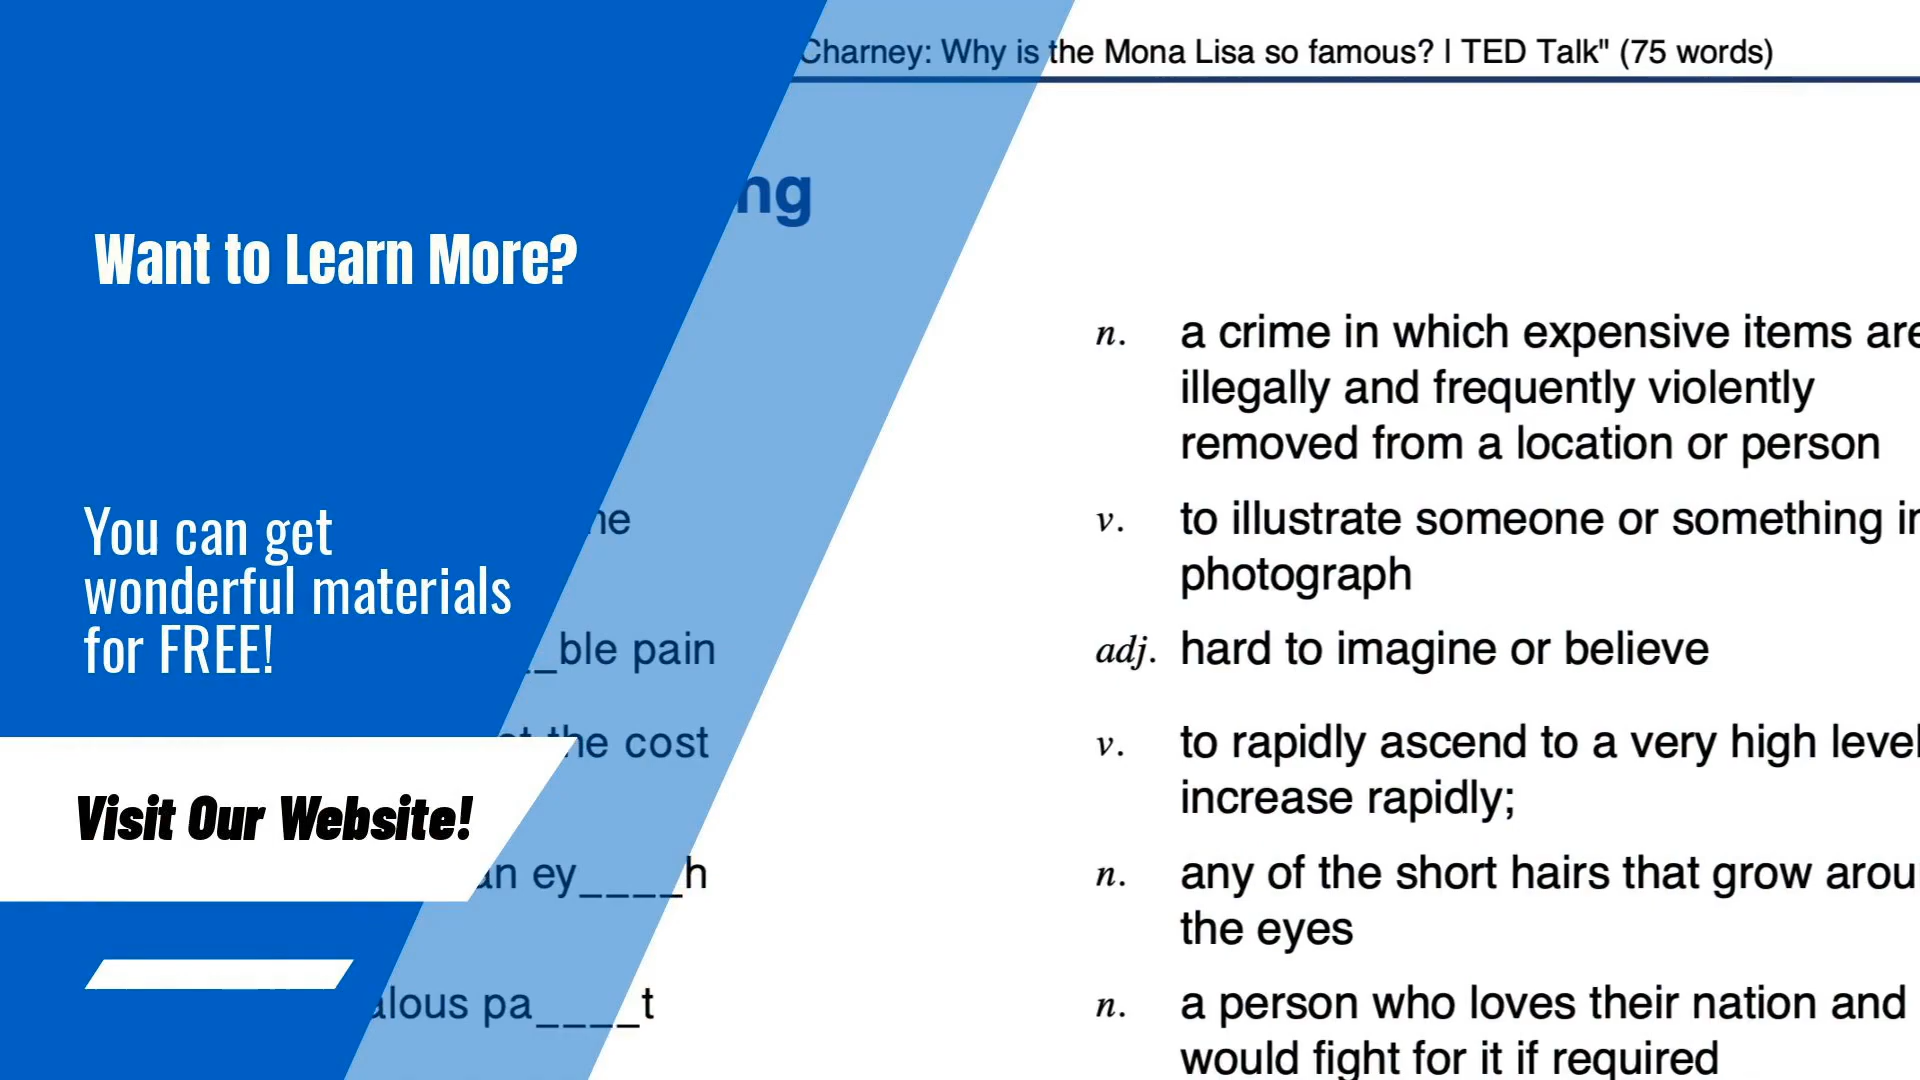 Charney: Why is the Mona Lisa so famous? | TED Talk" (75 words)
Want to Learn More?
You can get
wonderful materials
for FREE!
Visit Our Website!
n. a crime in which expensive items are
illegally and frequently violently
removed from a location or person
v. to illustrate someone or something in
photograph
_ble pain
adj. hard to imagine or believe
the cost
v. to rapidly ascend to a very high level
increase rapidly;
an ey____h
n. any of the short hairs that grow
the eyes
alous pa____t
n. a person who loves their nation and
would fight for it if required